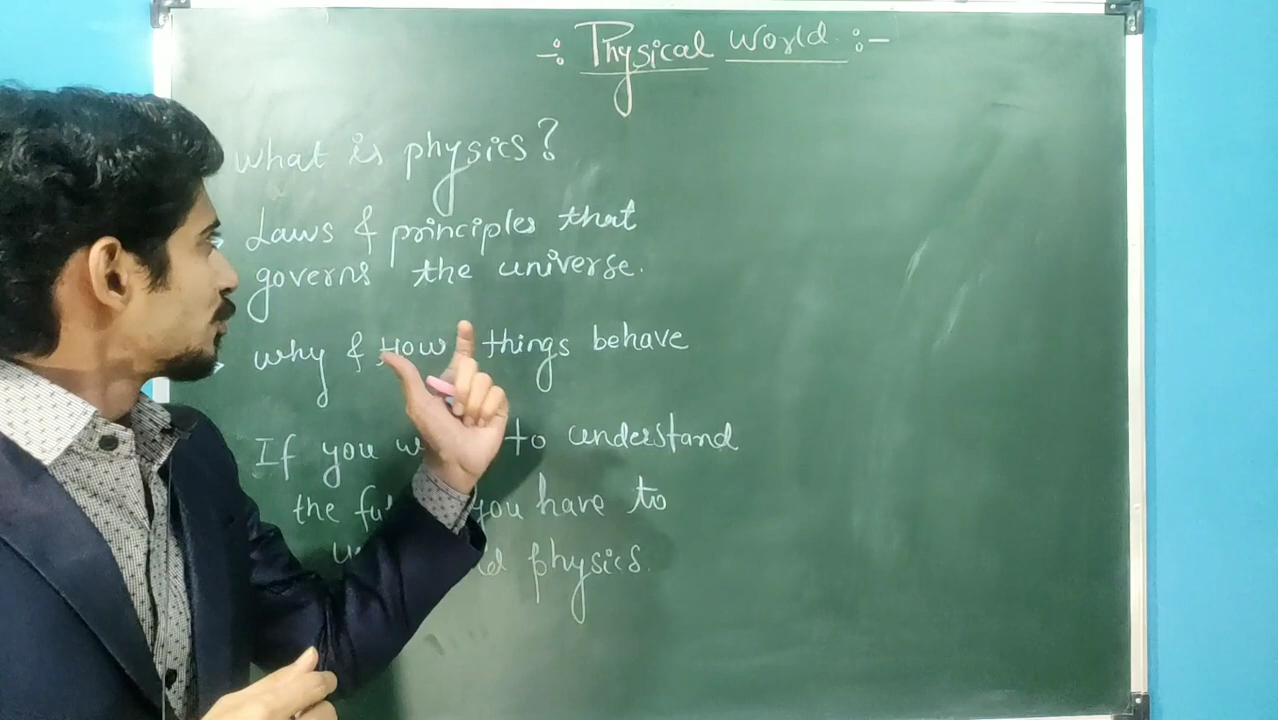 -: Physical World :-
What is physics?
Laws & principles that
governs the universe.
why & How things behave
If you to understand
the you have to
physics.